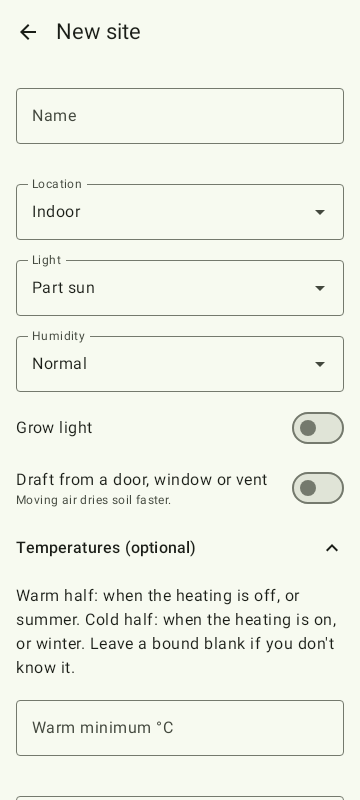 New site
Name
Location
Indoor
Light
Part sun
Humidity
Normal
Grow light
Draft from a door, window or vent
Moving air dries soil faster.
Temperatures (optional)
Warm half: when the heating is off, or
summer. Cold half: when the heating is on,
or winter. Leave a bound blank if you don't
know it.
Warm minimum °C